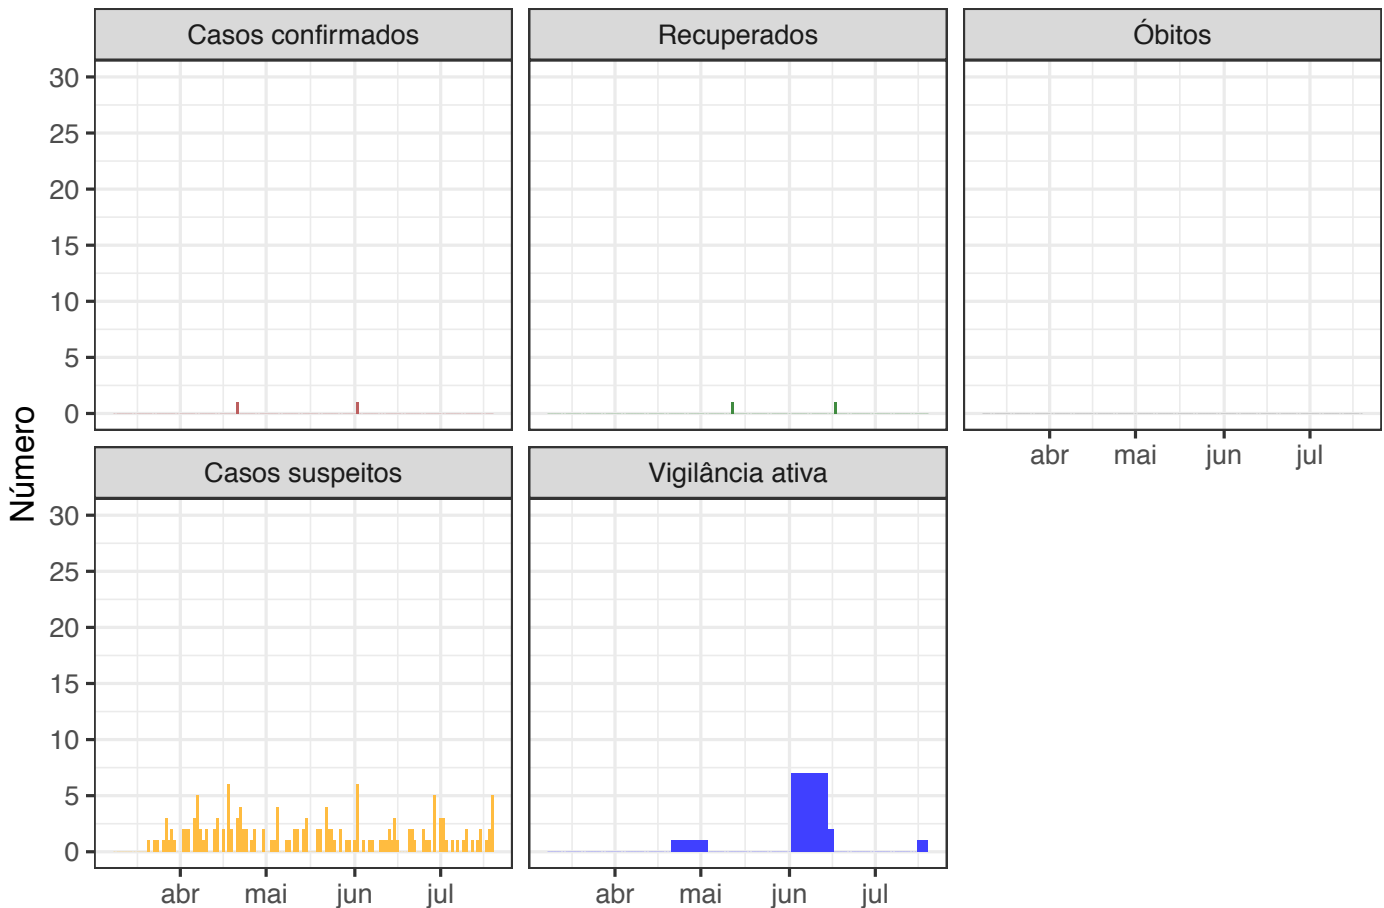 Casos confirmados
Recuperados
Óbitos
30
25
20
15
10
5
0
abr mai jun jul
Número
Casos suspeitos
Vigilância ativa
30
25
20
15
10
5
0
abr mai jun jul
abr mai jun jul